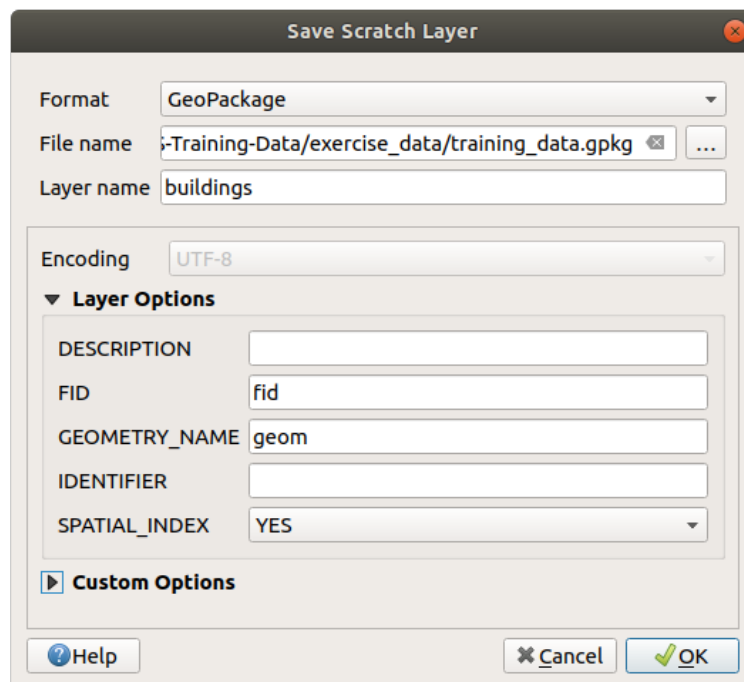 Save Scratch Layer
Format GeoPackage
File name -Training-Data/exercise_data/training_data.gpkg ...
Layer name buildings
Encoding UTF-8
Layer Options
DESCRIPTION
FID fid
GEOMETRY_NAME geom
IDENTIFIER
SPATIAL_INDEX YES
Custom Options
Help Cancel OK